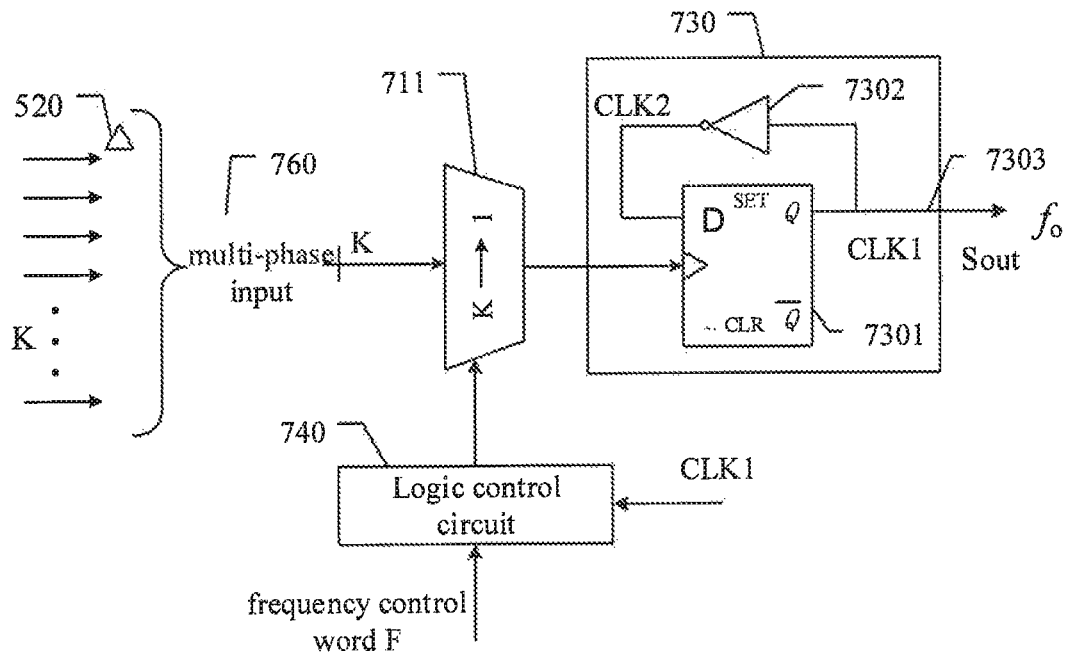 730
711
520
CLK2
7302
760
7303
D
SET
Q
multi-phase
input
K
K → 1
CLK1
Sout
fo
CLR
Q̅
7301
K
740
Logic control
circuit
CLK1
frequency control
word F